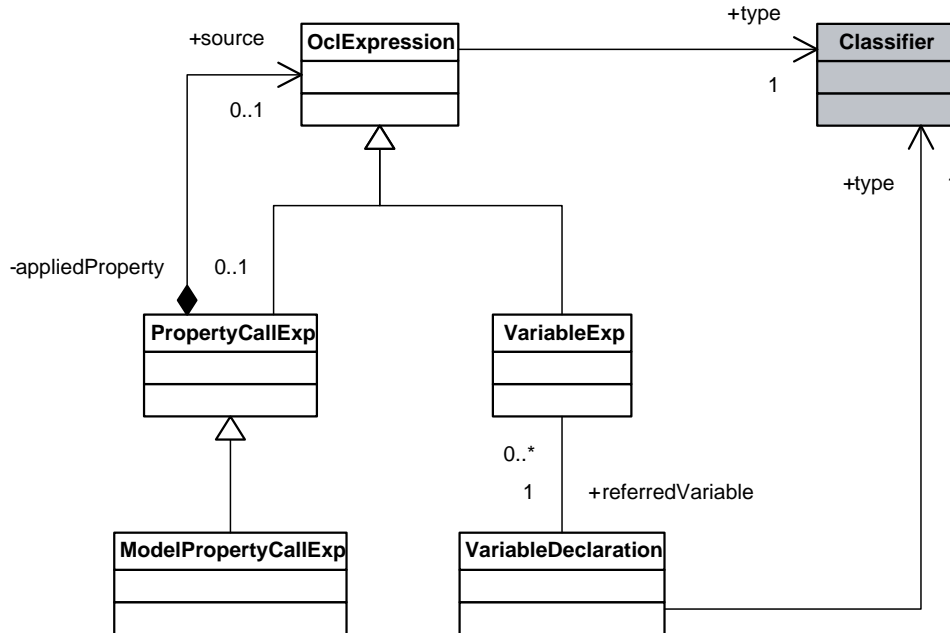 +type
+source
OclExpression
Classifier
1
0..1
+type
-appliedProperty
0..1
PropertyCallExp
VariableExp
0..*
1
+referredVariable
ModelPropertyCallExp
VariableDeclaration